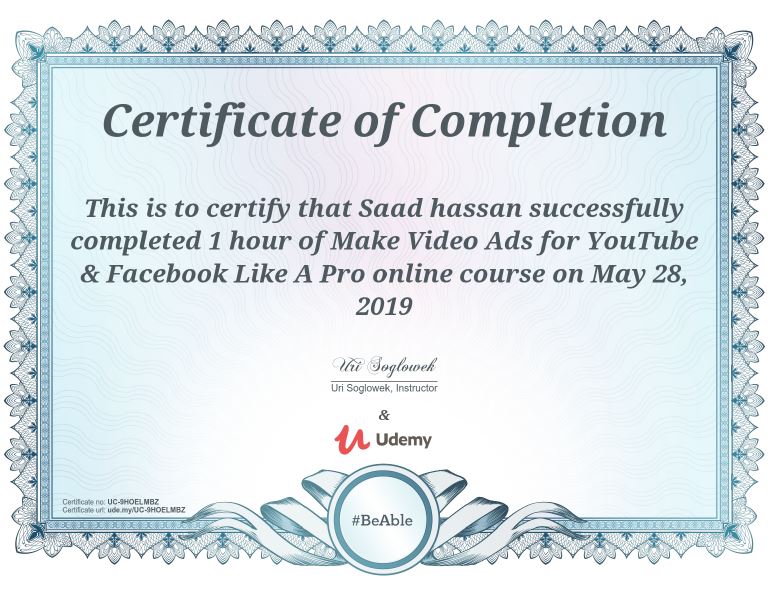 Certificate of Completion
This is to certify that Saad hassan successfully
completed 1 hour of Make Video Ads for YouTube
& Facebook Like A Pro online course on May 28,
2019
Uri Soglowek
Uri Soglowek, Instructor
&
Udemy
Certificate no: UC-9HOELMBZ
Certificate url: ude.my/UC-9HOELMBZ
#BeAble